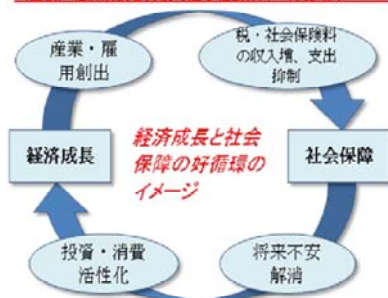 産業・雇
用創出
税・社会保険料
の収入増、支出
抑制
経済成長
経済成長と社会
保障の好循環の
イメージ
社会保障
投資・消費
活性化
将来不安
解消